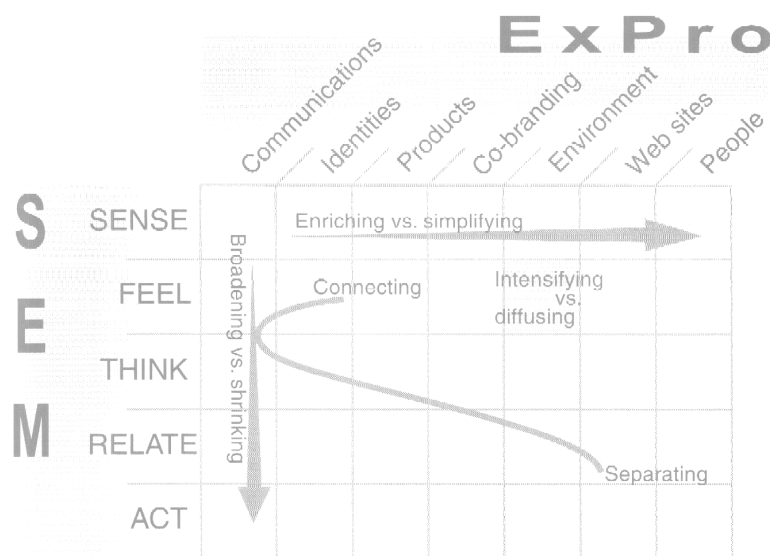 ExPro
Communications
Identities
Products
Co-branding
Environment
Web sites
People
S
E
M
SENSE
FEEL
THINK
RELATE
ACT
Enriching vs. simplifying
Broadening vs. shrinking
Connecting
Intensifying
vs.
diffusing
Separating